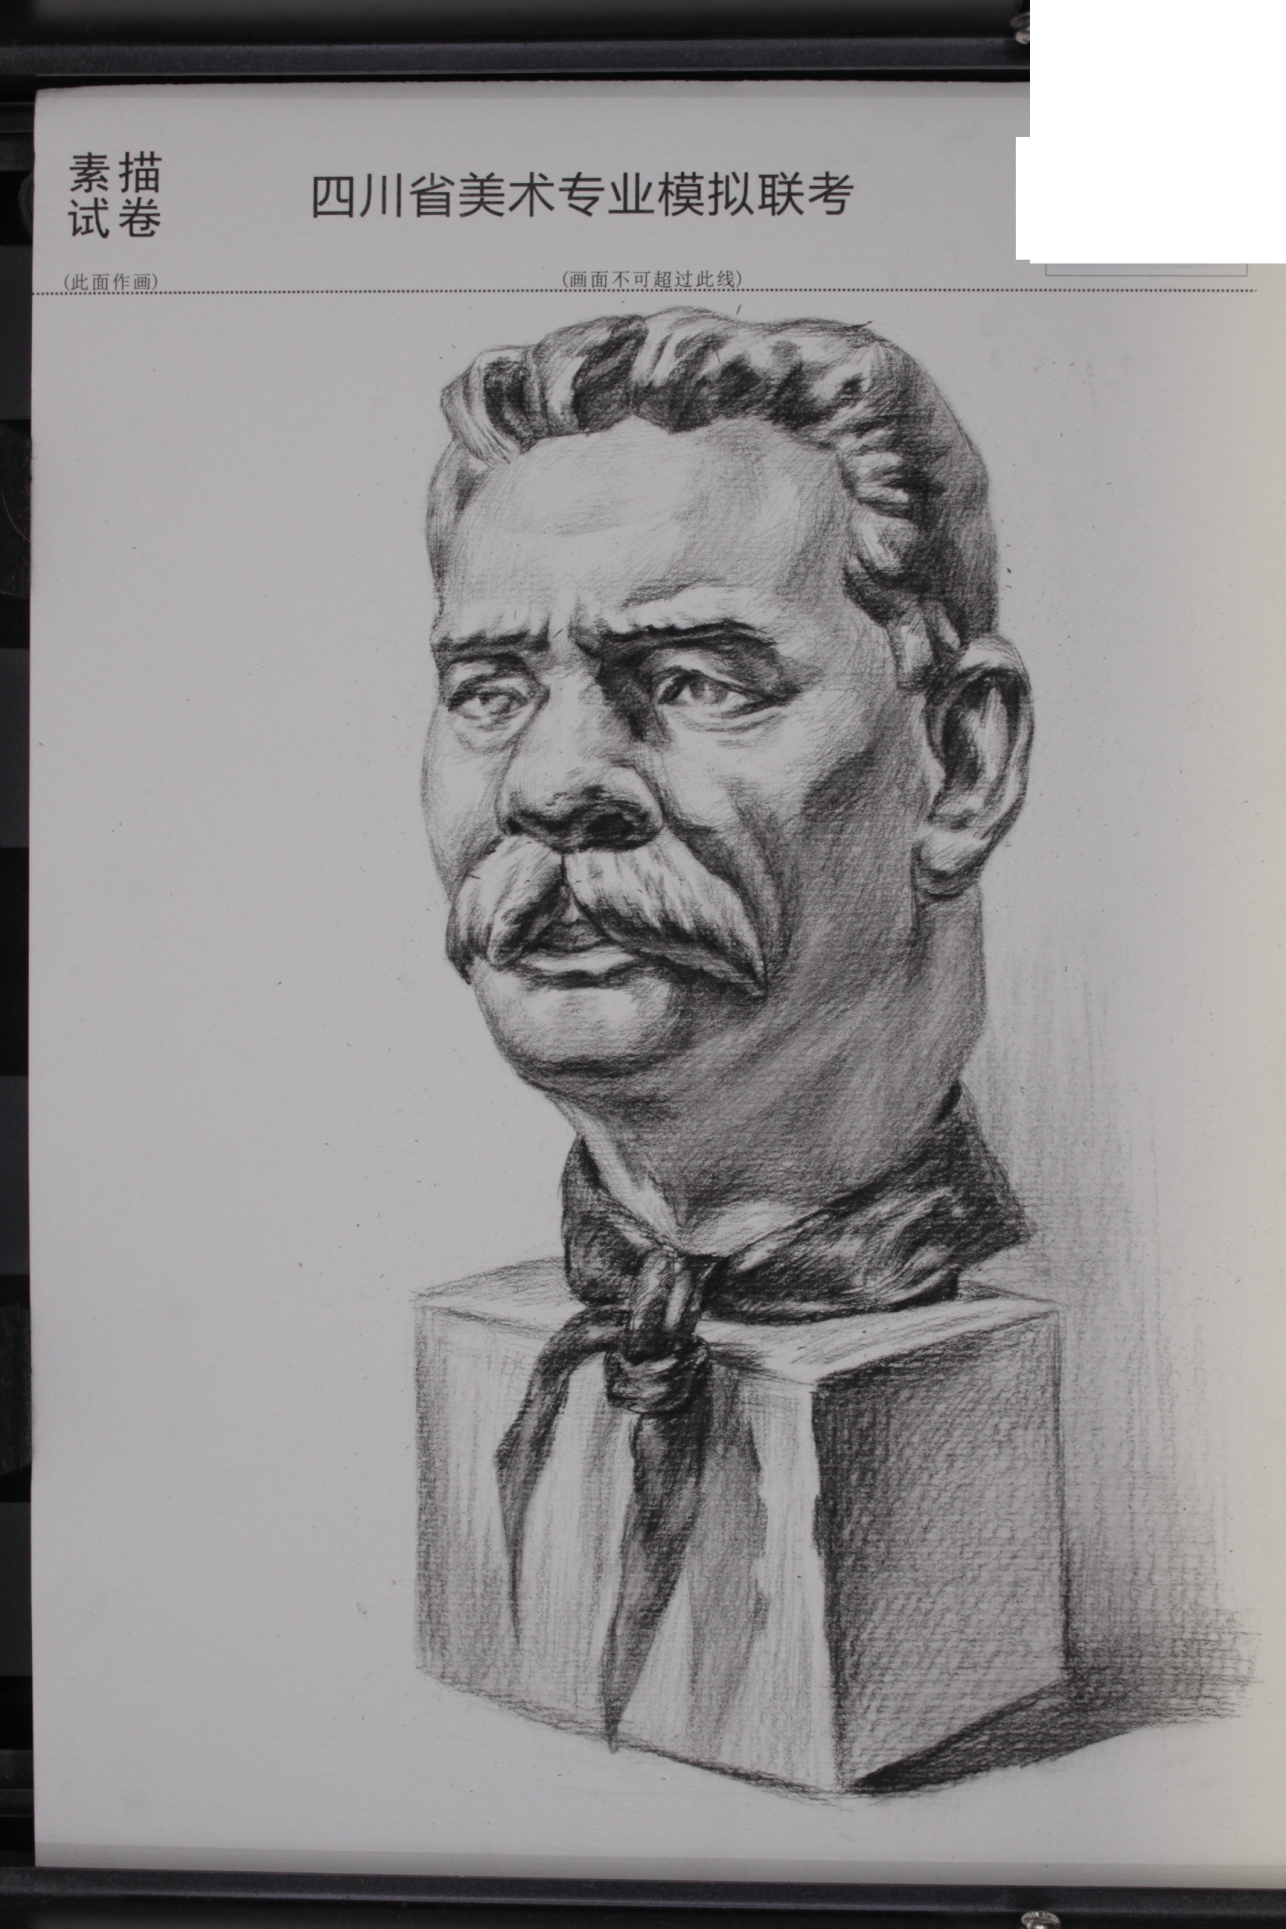 素描
试卷
四川省美术专业模拟联考
(此面作画)
(画面不可超过此线)